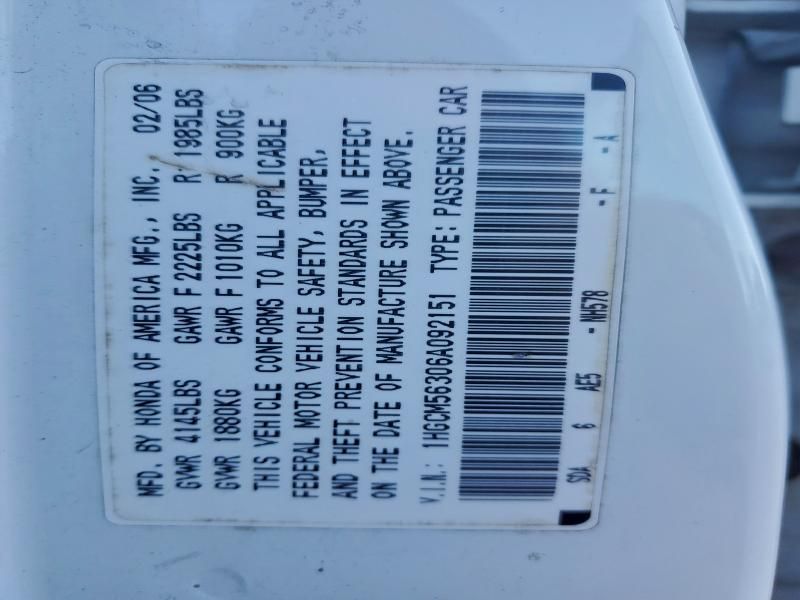 MFD. BY HONDA OF AMERICA MFG., INC. 02/06
GVWR 4145LBS GAWR F 2225LBS R 1985LBS
GVWR 1880KG GAWR F 1010KG R 900KG
THIS VEHICLE CONFORMS TO ALL APPLICABLE
FEDERAL MOTOR VEHICLE SAFETY, BUMPER,
AND THEFT PREVENTION STANDARDS IN EFFECT
ON THE DATE OF MANUFACTURE SHOWN ABOVE.
V.I.N.: 1HGCM56306A092151 TYPE: PASSENGER CAR
SDA 6 AE5 - NH578 - F - A